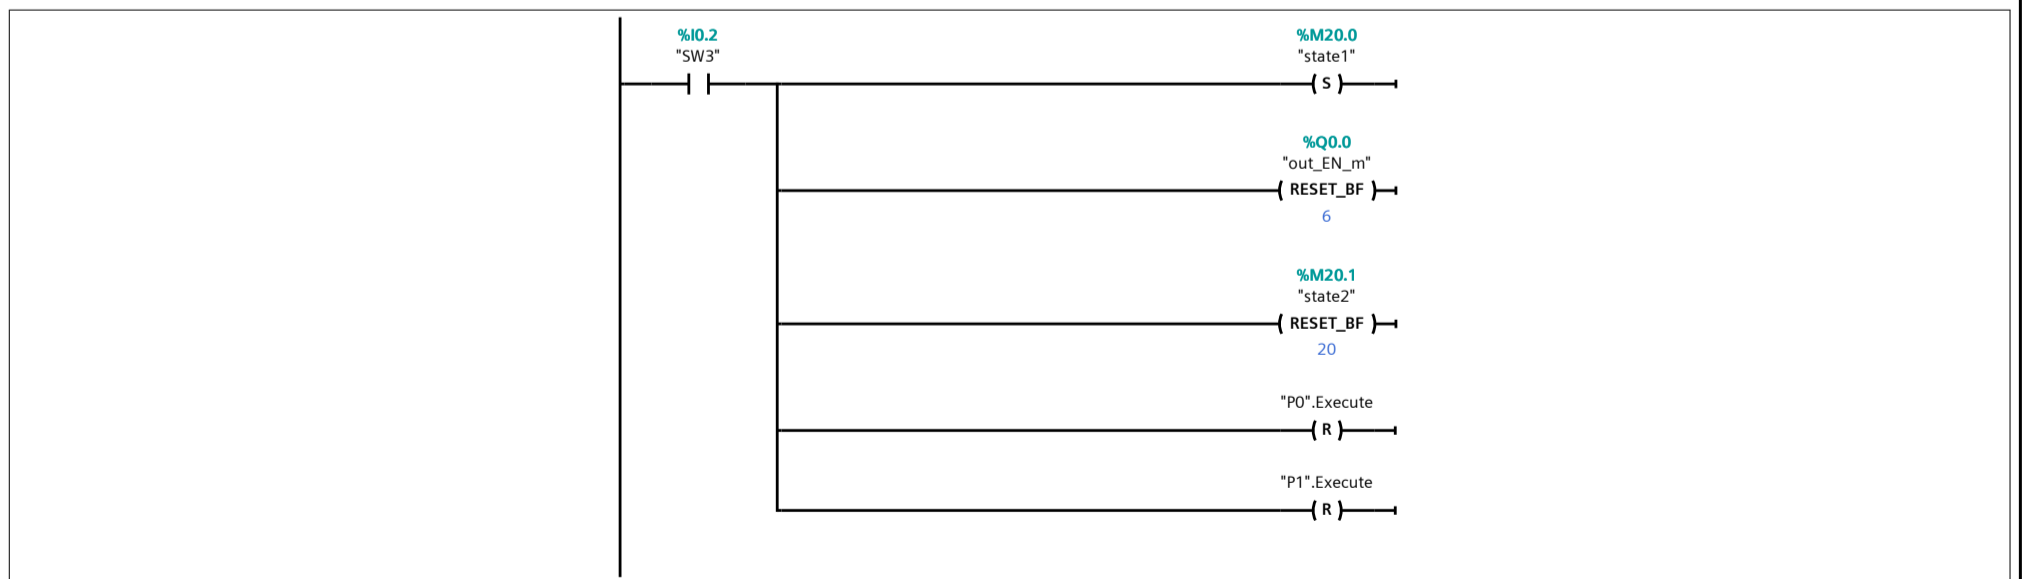 %I0.2
"SW3"
%M20.0
"state1"
( S )
%Q0.0
"out_EN_m"
( RESET_BF )
6
%M20.1
"state2"
( RESET_BF )
20
"P0".Execute
( R )
"P1".Execute
( R )